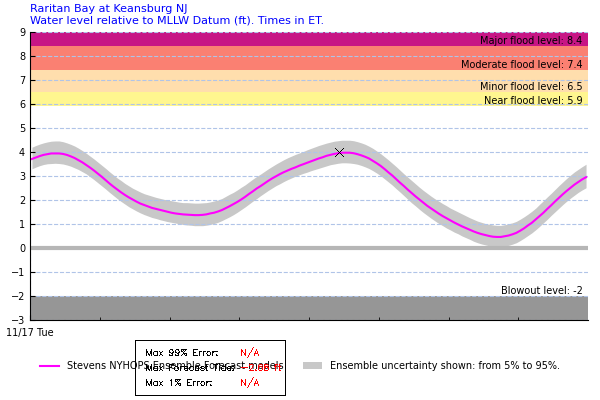 Raritan Bay at Keansburg NJ
Water level relative to MLLW Datum (ft). Times in ET.
9
Major flood level: 8.4
8
Moderate flood level: 7.4
7
Minor flood level: 6.5
Near flood level: 5.9
6
5
4
3
2
1
0
−1
Blowout level: -2
−2
−3
11/17 Tue
Max 99% Error: N/A
Stevens NYHOPS Ensemble Forecast models
Ensemble uncertainty shown: from 5% to 95%.
Max Forecast Tide:
Max 1% Error: N/A